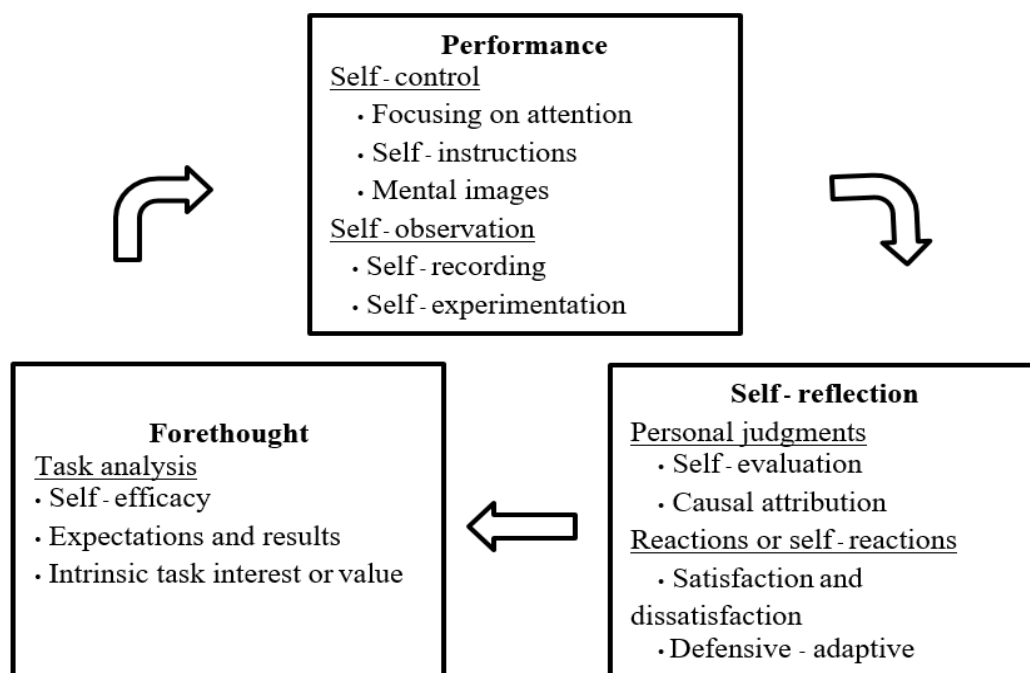 Performance
Self-control
• Focusing on attention
• Self-instructions
• Mental images
Self-observation
• Self-recording
• Self-experimentation
Forethought
Task analysis
• Self-efficacy
• Expectations and results
• Intrinsic task interest or value
Self-reflection
Personal judgments
• Self-evaluation
• Causal attribution
Reactions or self-reactions
• Satisfaction and
dissatisfaction
• Defensive - adaptive